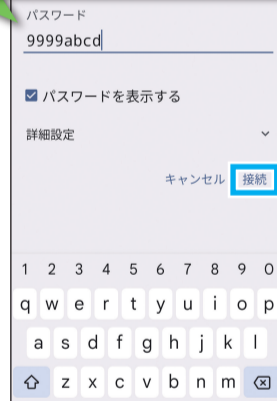 パスワード
9999abcd
パスワードを表示する
詳細設定
キャンセル 接続
1 2 3 4 5 6 7 8 9 0
q w e r t y u i o p
a s d f g h j k l
z x c v b n m